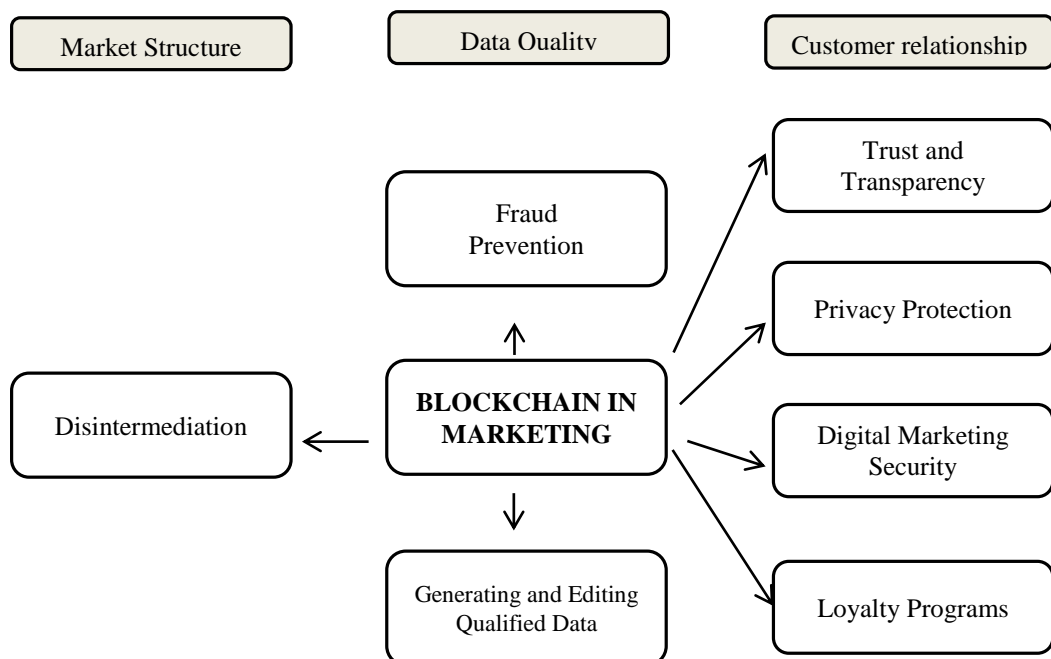 Market Structure
Data Quality
Customer relationship
Trust and
Transparency
Fraud
Prevention
Privacy Protection
BLOCKCHAIN IN
MARKETING
Disintermediation
Digital Marketing
Security
Generating and Editing
Qualified Data
Loyalty Programs